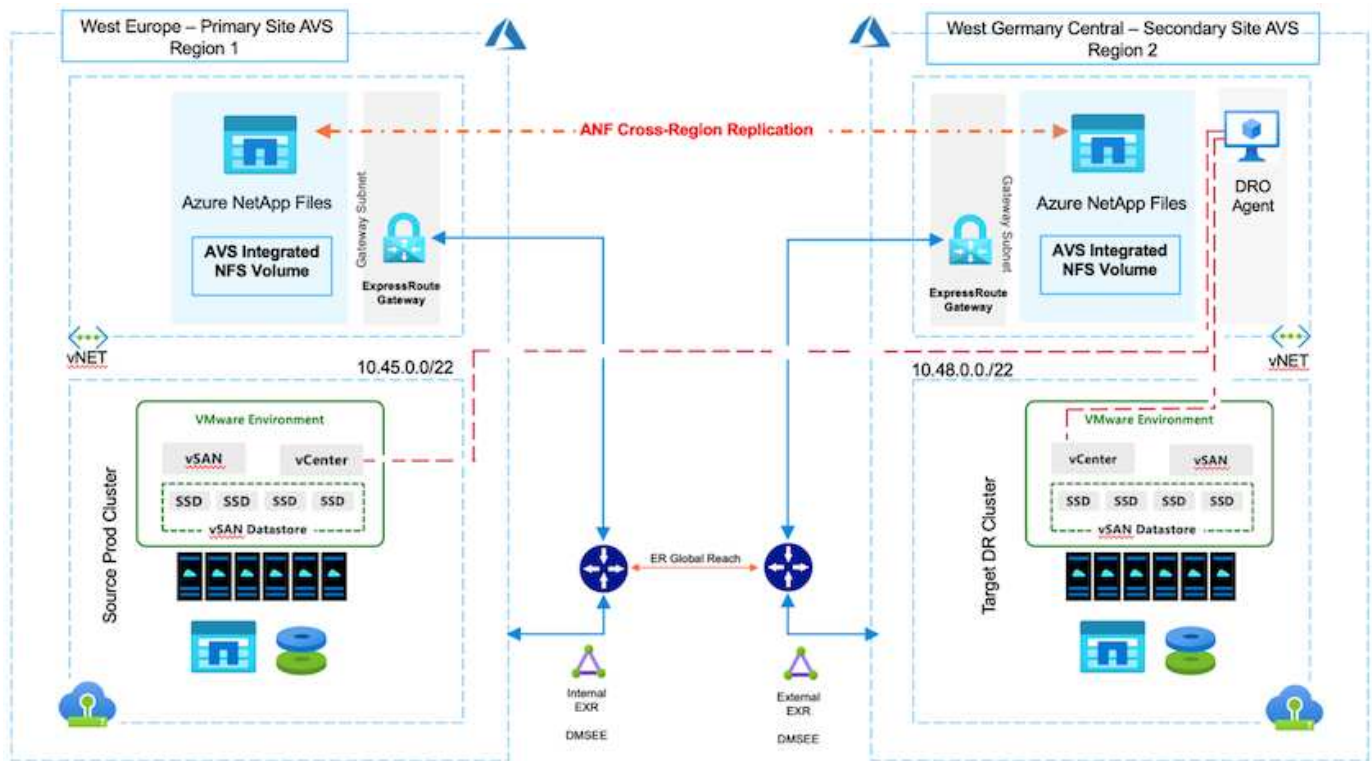 West Europe – Primary Site AVS
Region 1
West Germany Central – Secondary Site AVS
Region 2
ANF Cross-Region Replication
Azure NetApp Files
AVS Integrated
NFS Volume
Gateway Subnet
ExpressRoute
Gateway
vNET
Gateway Subnet
ExpressRoute
Gateway
Azure NetApp Files
AVS Integrated
NFS Volume
DRO
Agent
vNET
10.45.0.0/22
10.48.0.0./22
Source Prod Cluster
VMware Environment
vSAN
vCenter
SSD SSD SSD SSD
vSAN Datastore
ER Global Reach
Internal
EXR
DMSEE
External
EXR
DMSEE
Target DR Cluster
VMware Environment
vCenter
vSAN
SSD SSD SSD SSD
vSAN Datastore